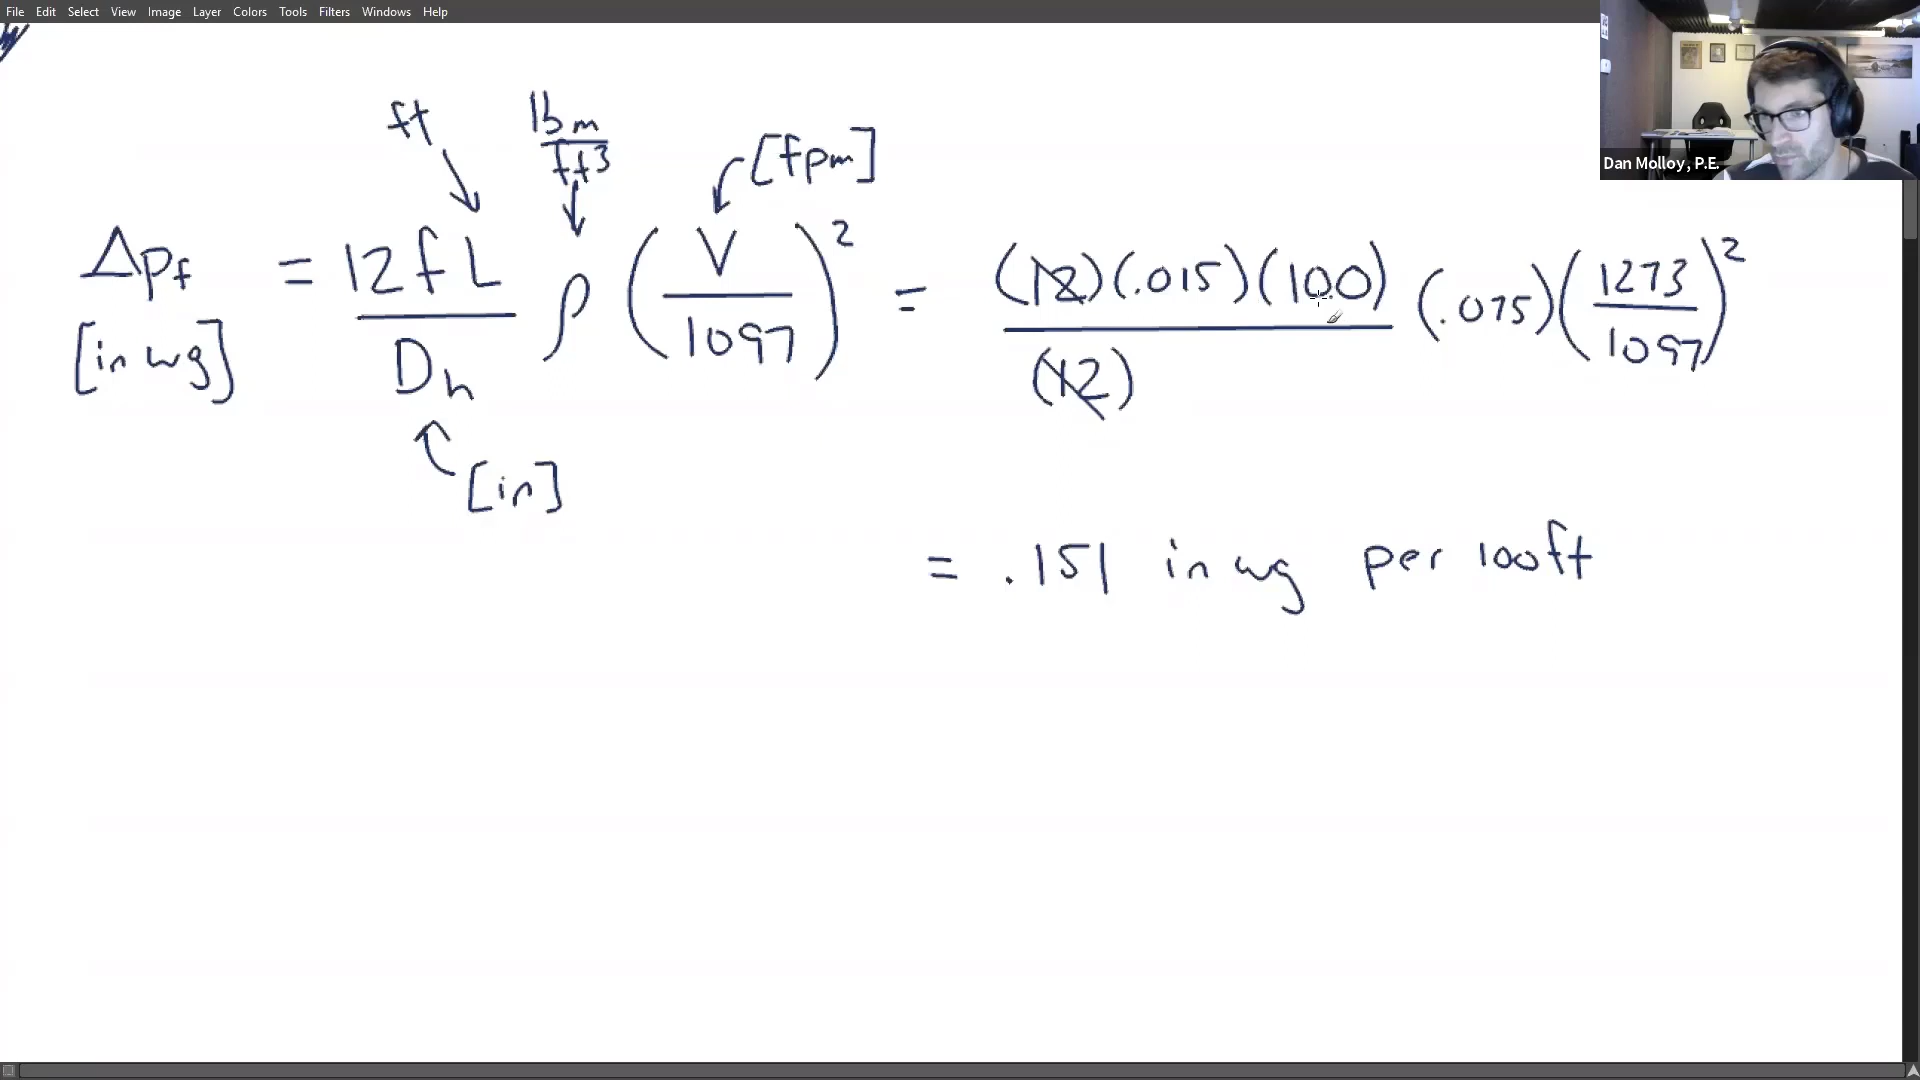 File Edit Select View Image Layer Colors Tools Filters Windows Help
Dan Molloy, P.E.
ft
lbm/ft3
[fpm]
Δpf = 12fL/Dh ρ (V/1097)² = (12)(.015)(100)/(12) (.075)(1273/1097)²
[in wg]
[in]
= .151 in wg per 100ft